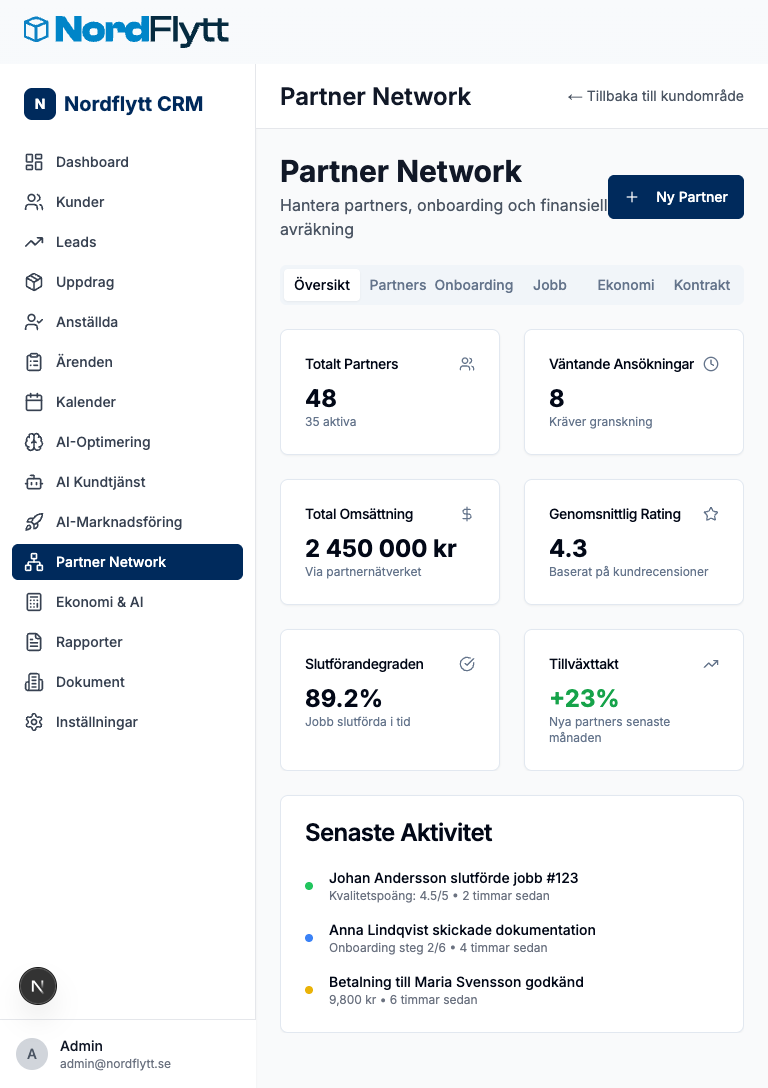 NordFlytt
N Nordflytt CRM
Dashboard
Kunder
Leads
Uppdrag
Anställda
Ärenden
Kalender
AI-Optimering
AI Kundtjänst
AI-Marknadsföring
Partner Network
Ekonomi & AI
Rapporter
Dokument
Inställningar
N
A
Admin
admin@nordflytt.se
Partner Network
← Tillbaka till kundområde
Partner Network
Hantera partners, onboarding och finansiell
avräkning
+ Ny Partner
Översikt Partners Onboarding Jobb Ekonomi Kontrakt
Totalt Partners
48
35 aktiva
Väntande Ansökningar
8
Kräver granskning
Total Omsättning
2 450 000 kr
Via partnernätverket
Genomsnittlig Rating
4.3
Baserat på kundrecensioner
Slutförandegraden
89.2%
Jobb slutförda i tid
Tillväxttakt
+23%
Nya partners senaste
månaden
Senaste Aktivitet
Johan Andersson slutförde jobb #123
Kvalitetspoäng: 4.5/5 • 2 timmar sedan
Anna Lindqvist skickade dokumentation
Onboarding steg 2/6 • 4 timmar sedan
Betalning till Maria Svensson godkänd
9,800 kr • 6 timmar sedan